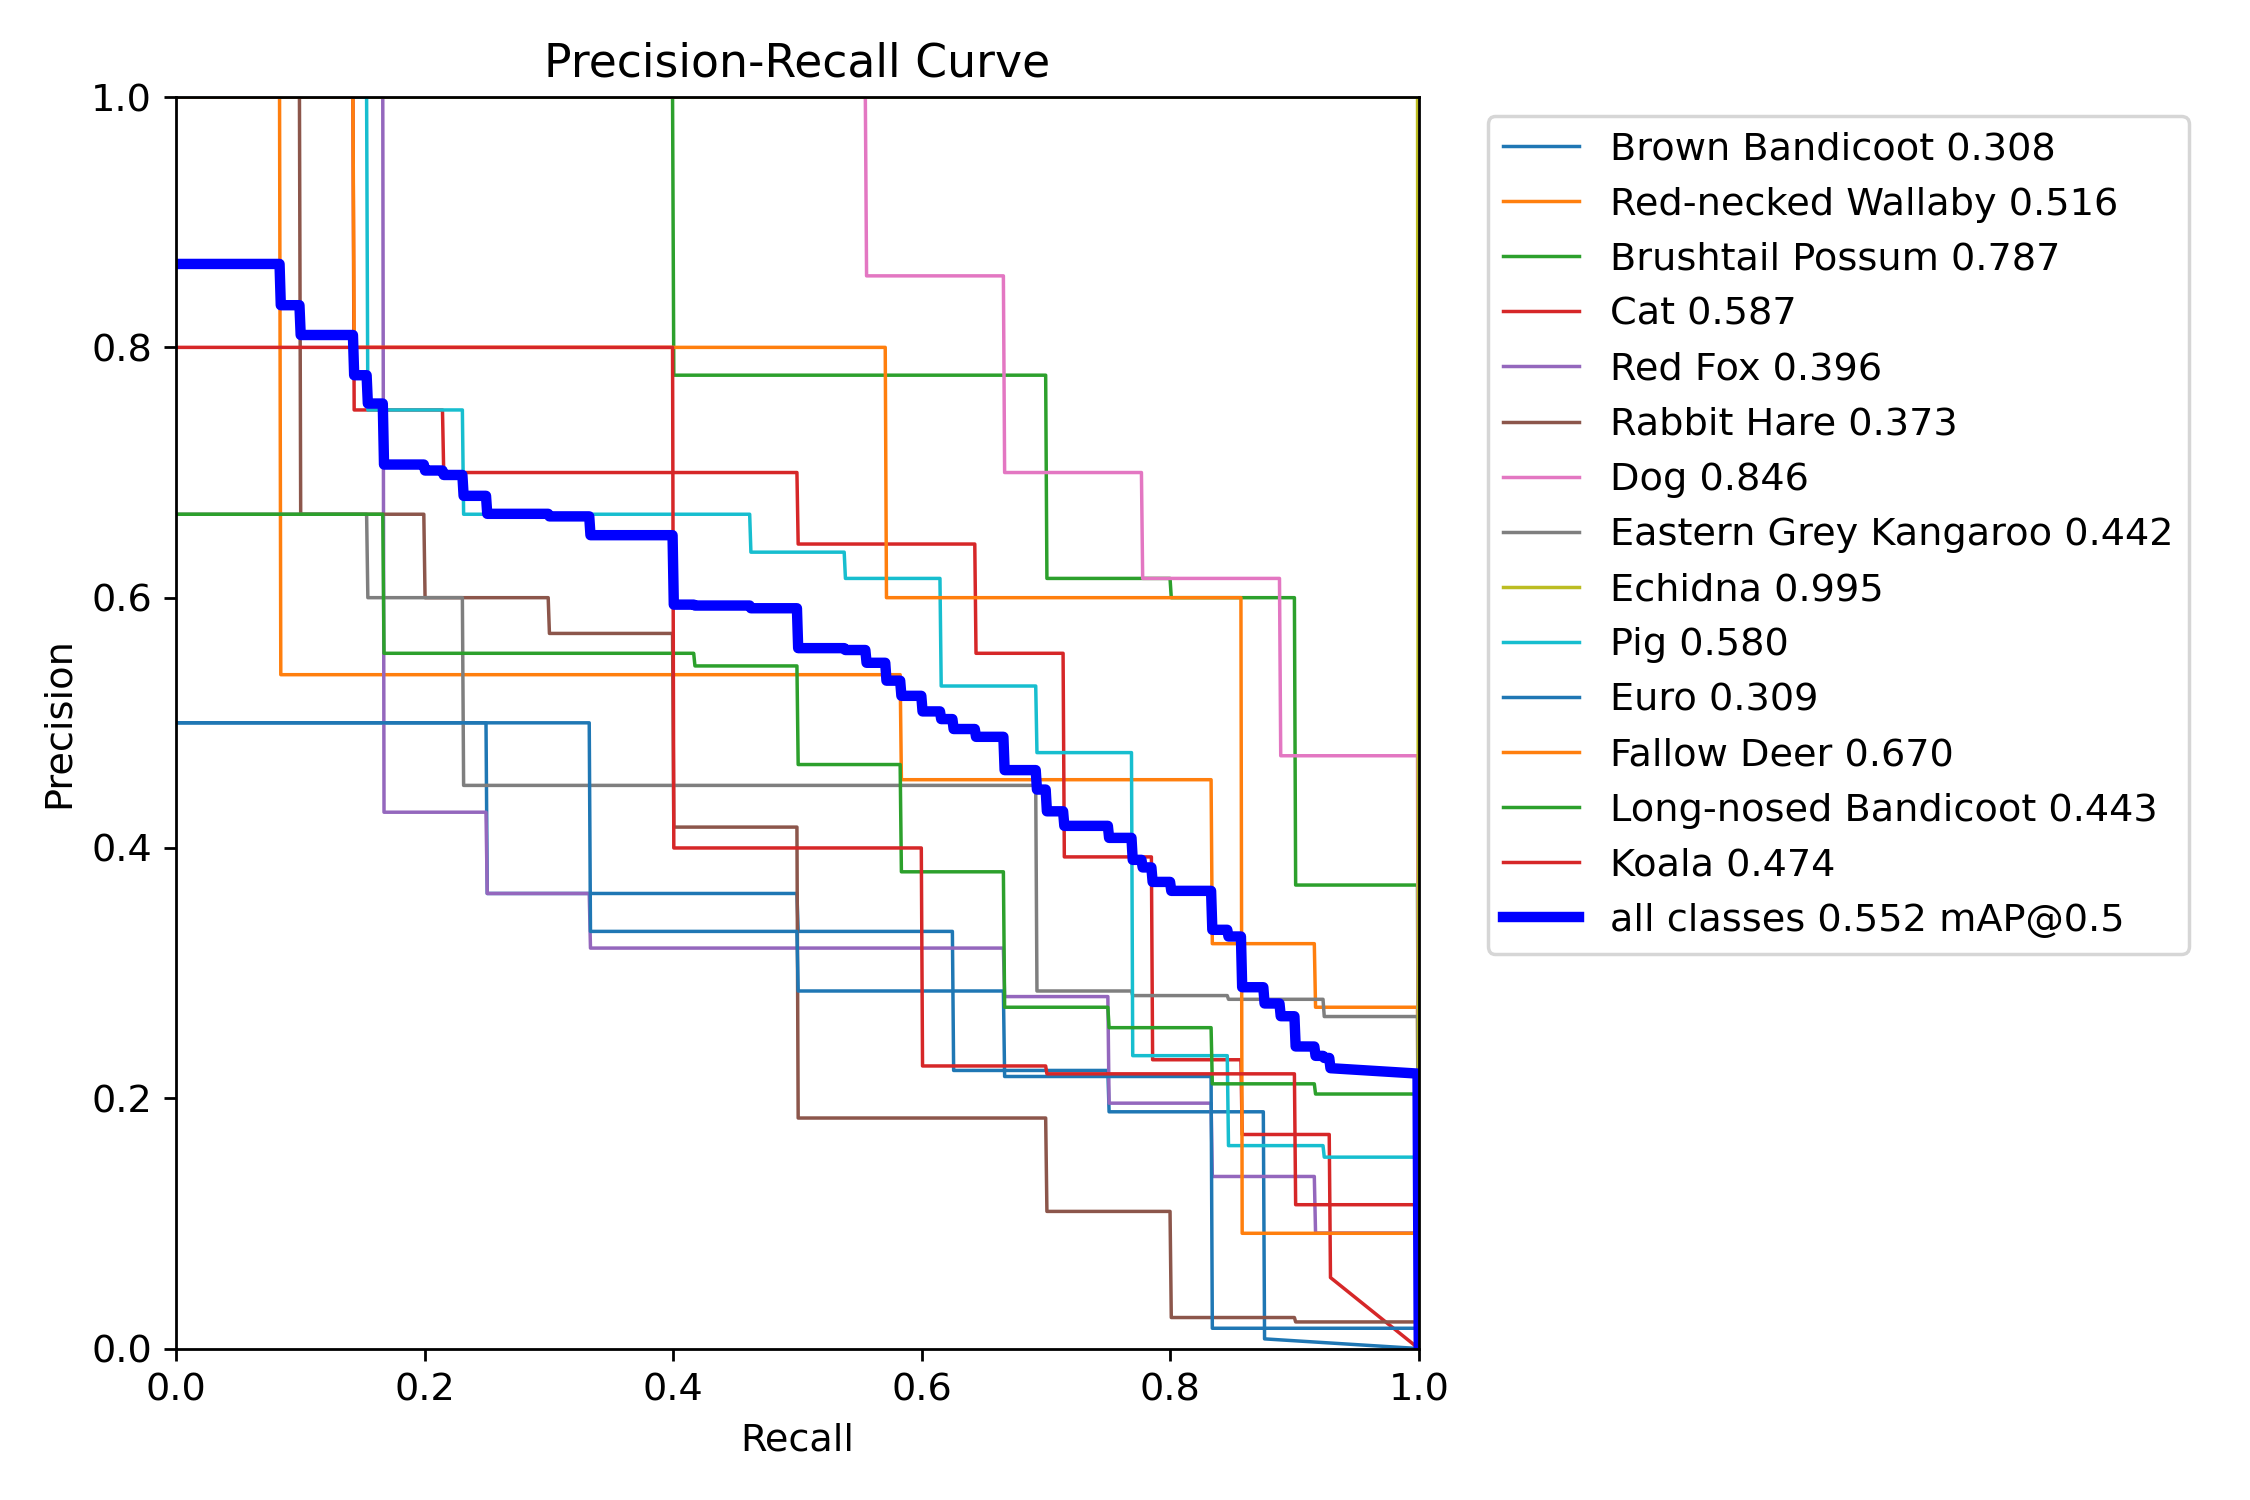 Precision-Recall Curve
1.0
0.8
0.6
0.4
0.2
0.0
Precision
0.0 0.2 0.4 0.6 0.8 1.0
Recall
Brown Bandicoot 0.308
Red-necked Wallaby 0.516
Brushtail Possum 0.787
Cat 0.587
Red Fox 0.396
Rabbit Hare 0.373
Dog 0.846
Eastern Grey Kangaroo 0.442
Echidna 0.995
Pig 0.580
Euro 0.309
Fallow Deer 0.670
Long-nosed Bandicoot 0.443
Koala 0.474
all classes 0.552 mAP@0.5